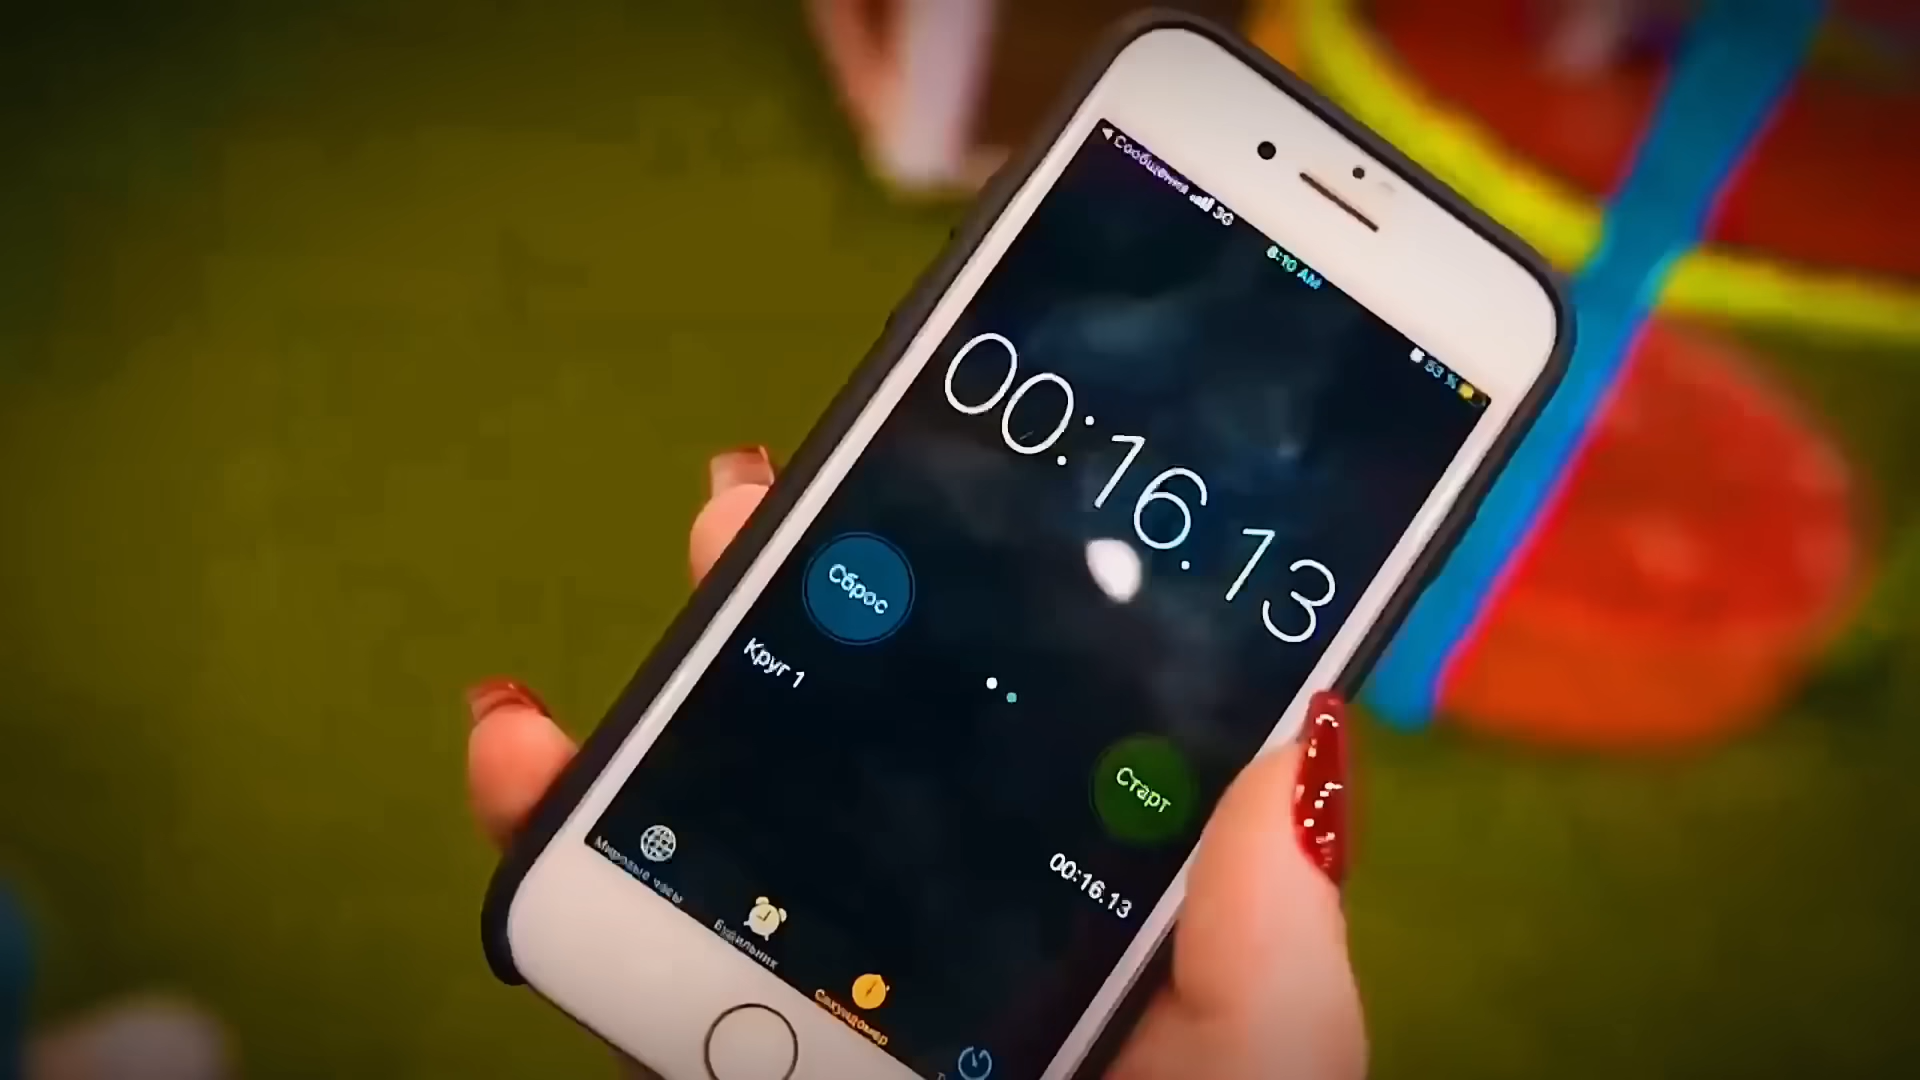 Сообщения 3G
8:10 AM
53 %
00:16.13
Сброс
Старт
Круг 1
00:16.13
Мировые часы
Будильник
Секундомер